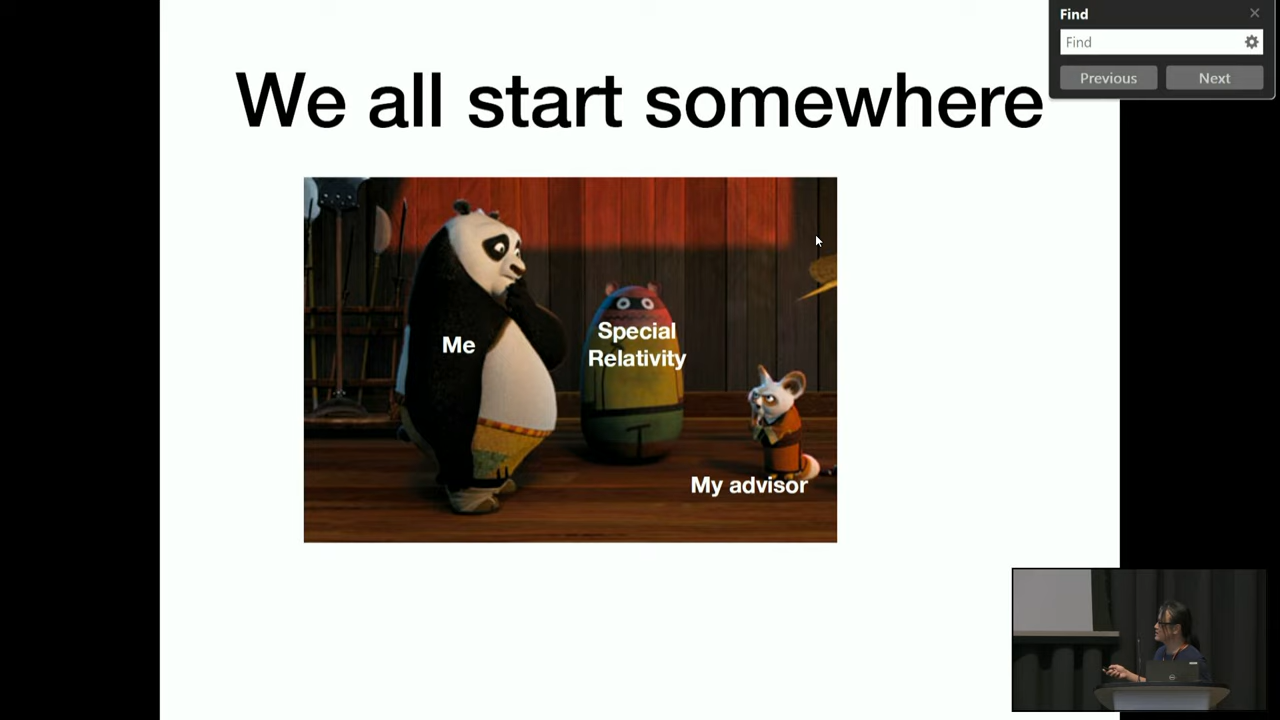 We all start somewhere
Find
Find
Previous
Next
Me
Special
Relativity
My advisor